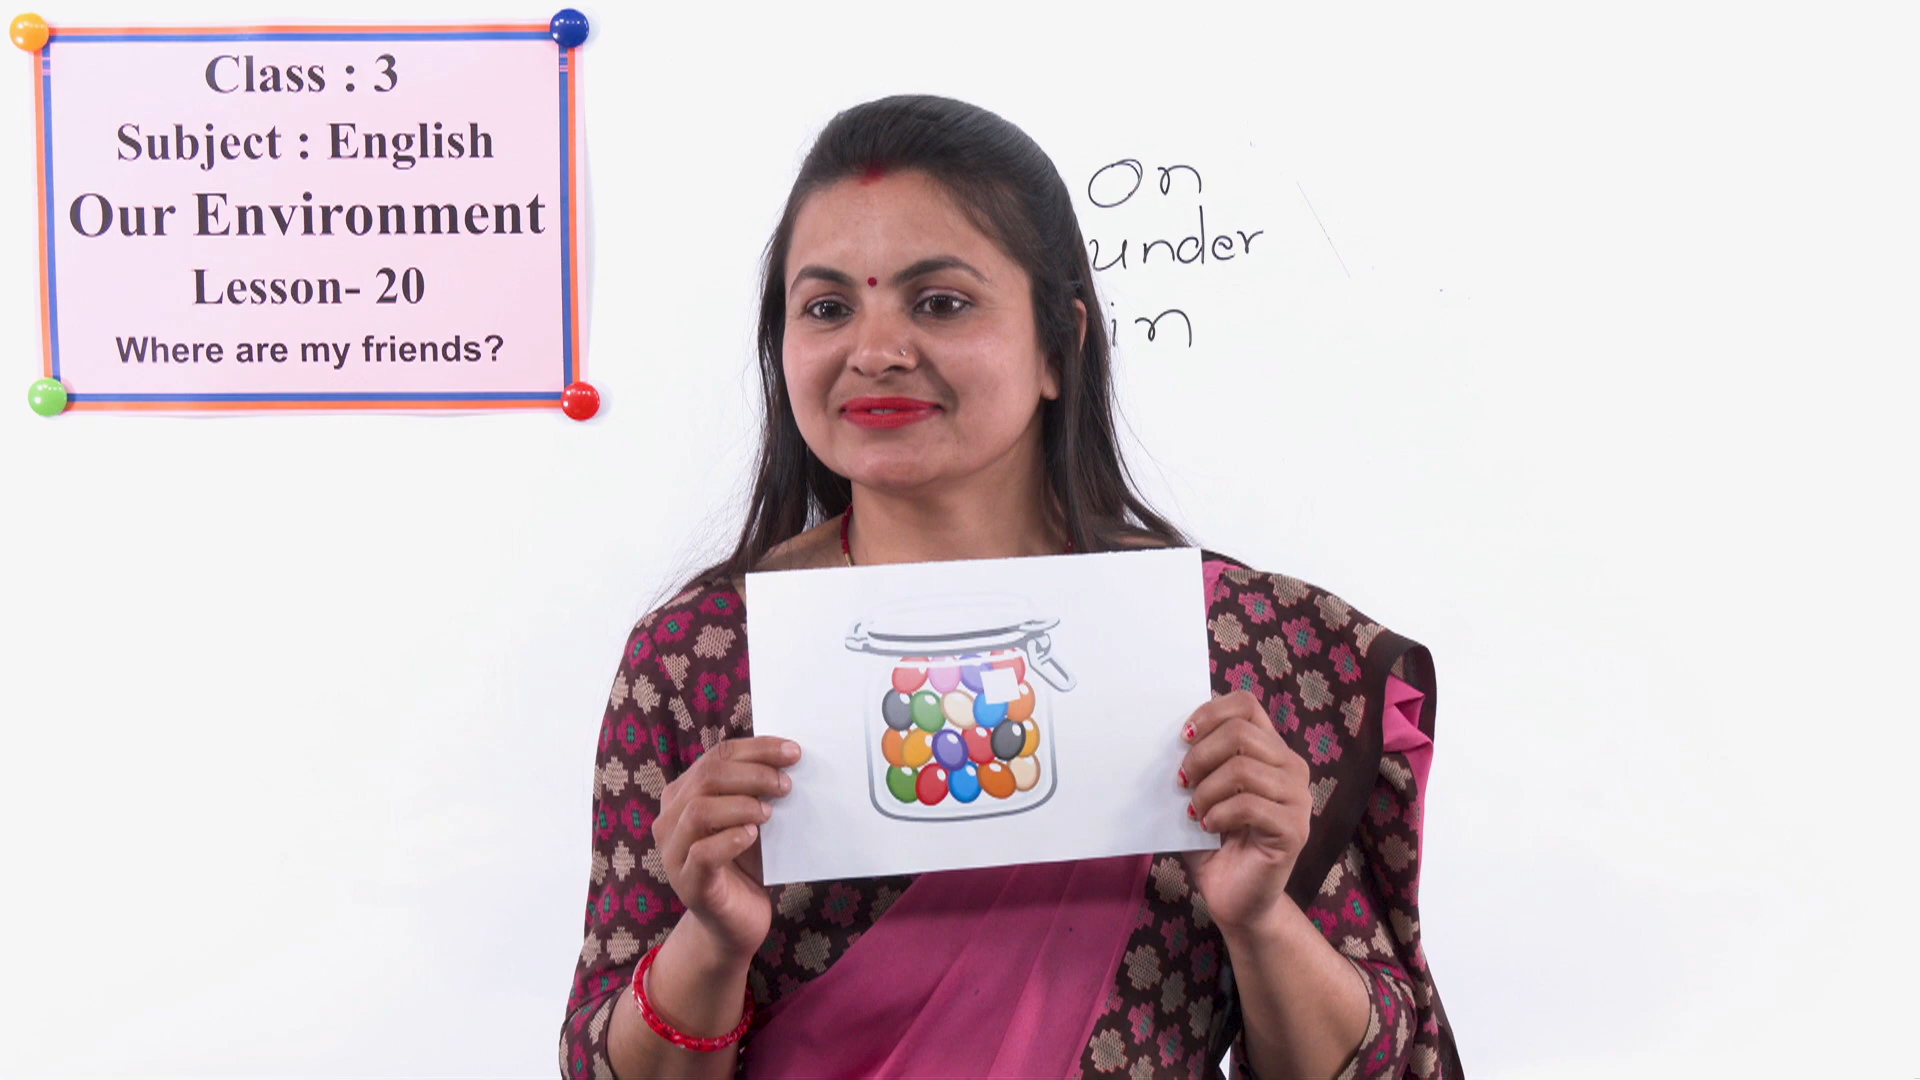 Class : 3
Subject : English
Our Environment
Lesson- 20
Where are my friends?
On
under
in